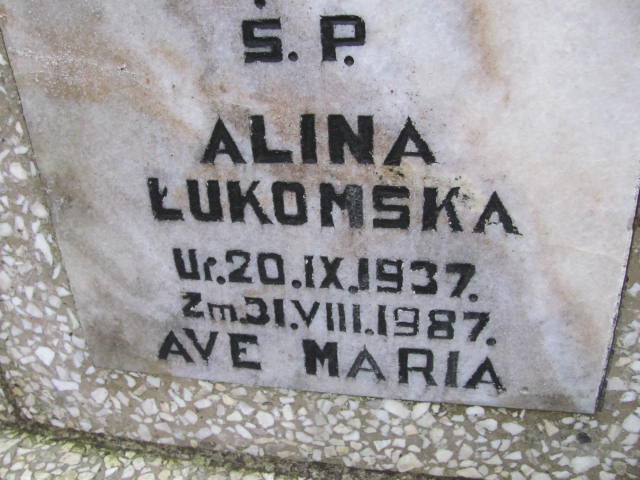 Ś.P.
ALINA
ŁUKOMSKA
Ur.20.IX.1937.
Zm.31.VIII.1987.
AVE MARIA